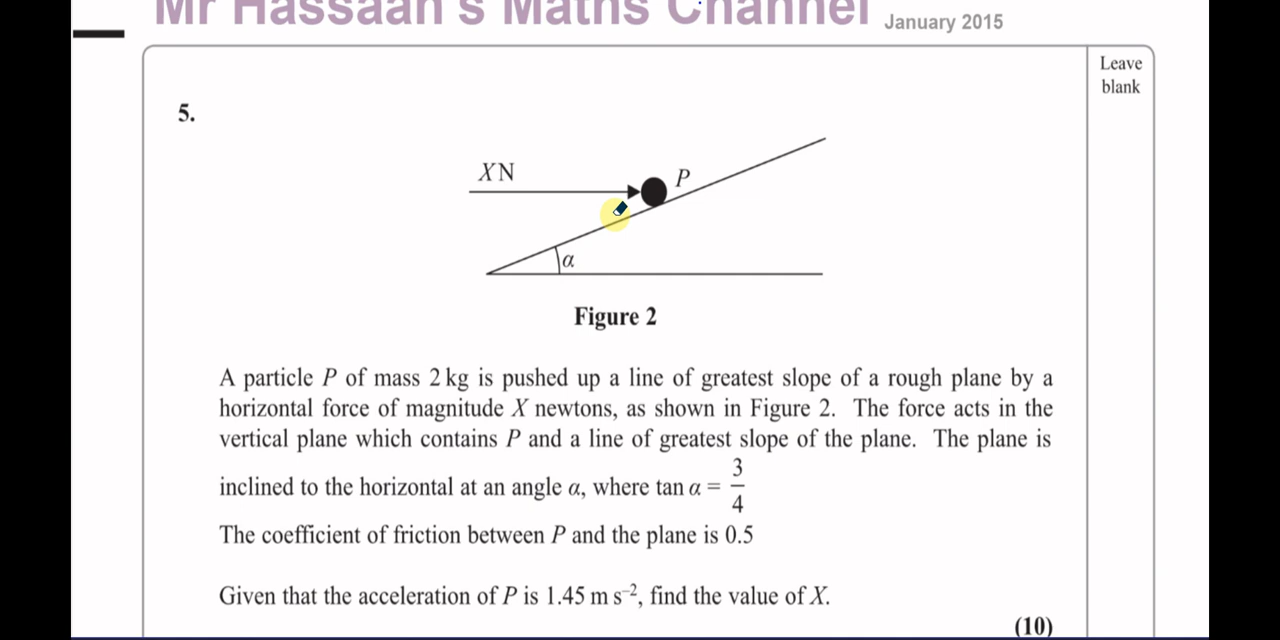 Mr Hassaan's Maths Channel
January 2015
Leave
blank
5.
X N
P
α
Figure 2
A particle P of mass 2 kg is pushed up a line of greatest slope of a rough plane by a
horizontal force of magnitude X newtons, as shown in Figure 2. The force acts in the
vertical plane which contains P and a line of greatest slope of the plane. The plane is
inclined to the horizontal at an angle α, where tan α = 3/4
The coefficient of friction between P and the plane is 0.5
Given that the acceleration of P is 1.45 m s⁻², find the value of X.
(10)